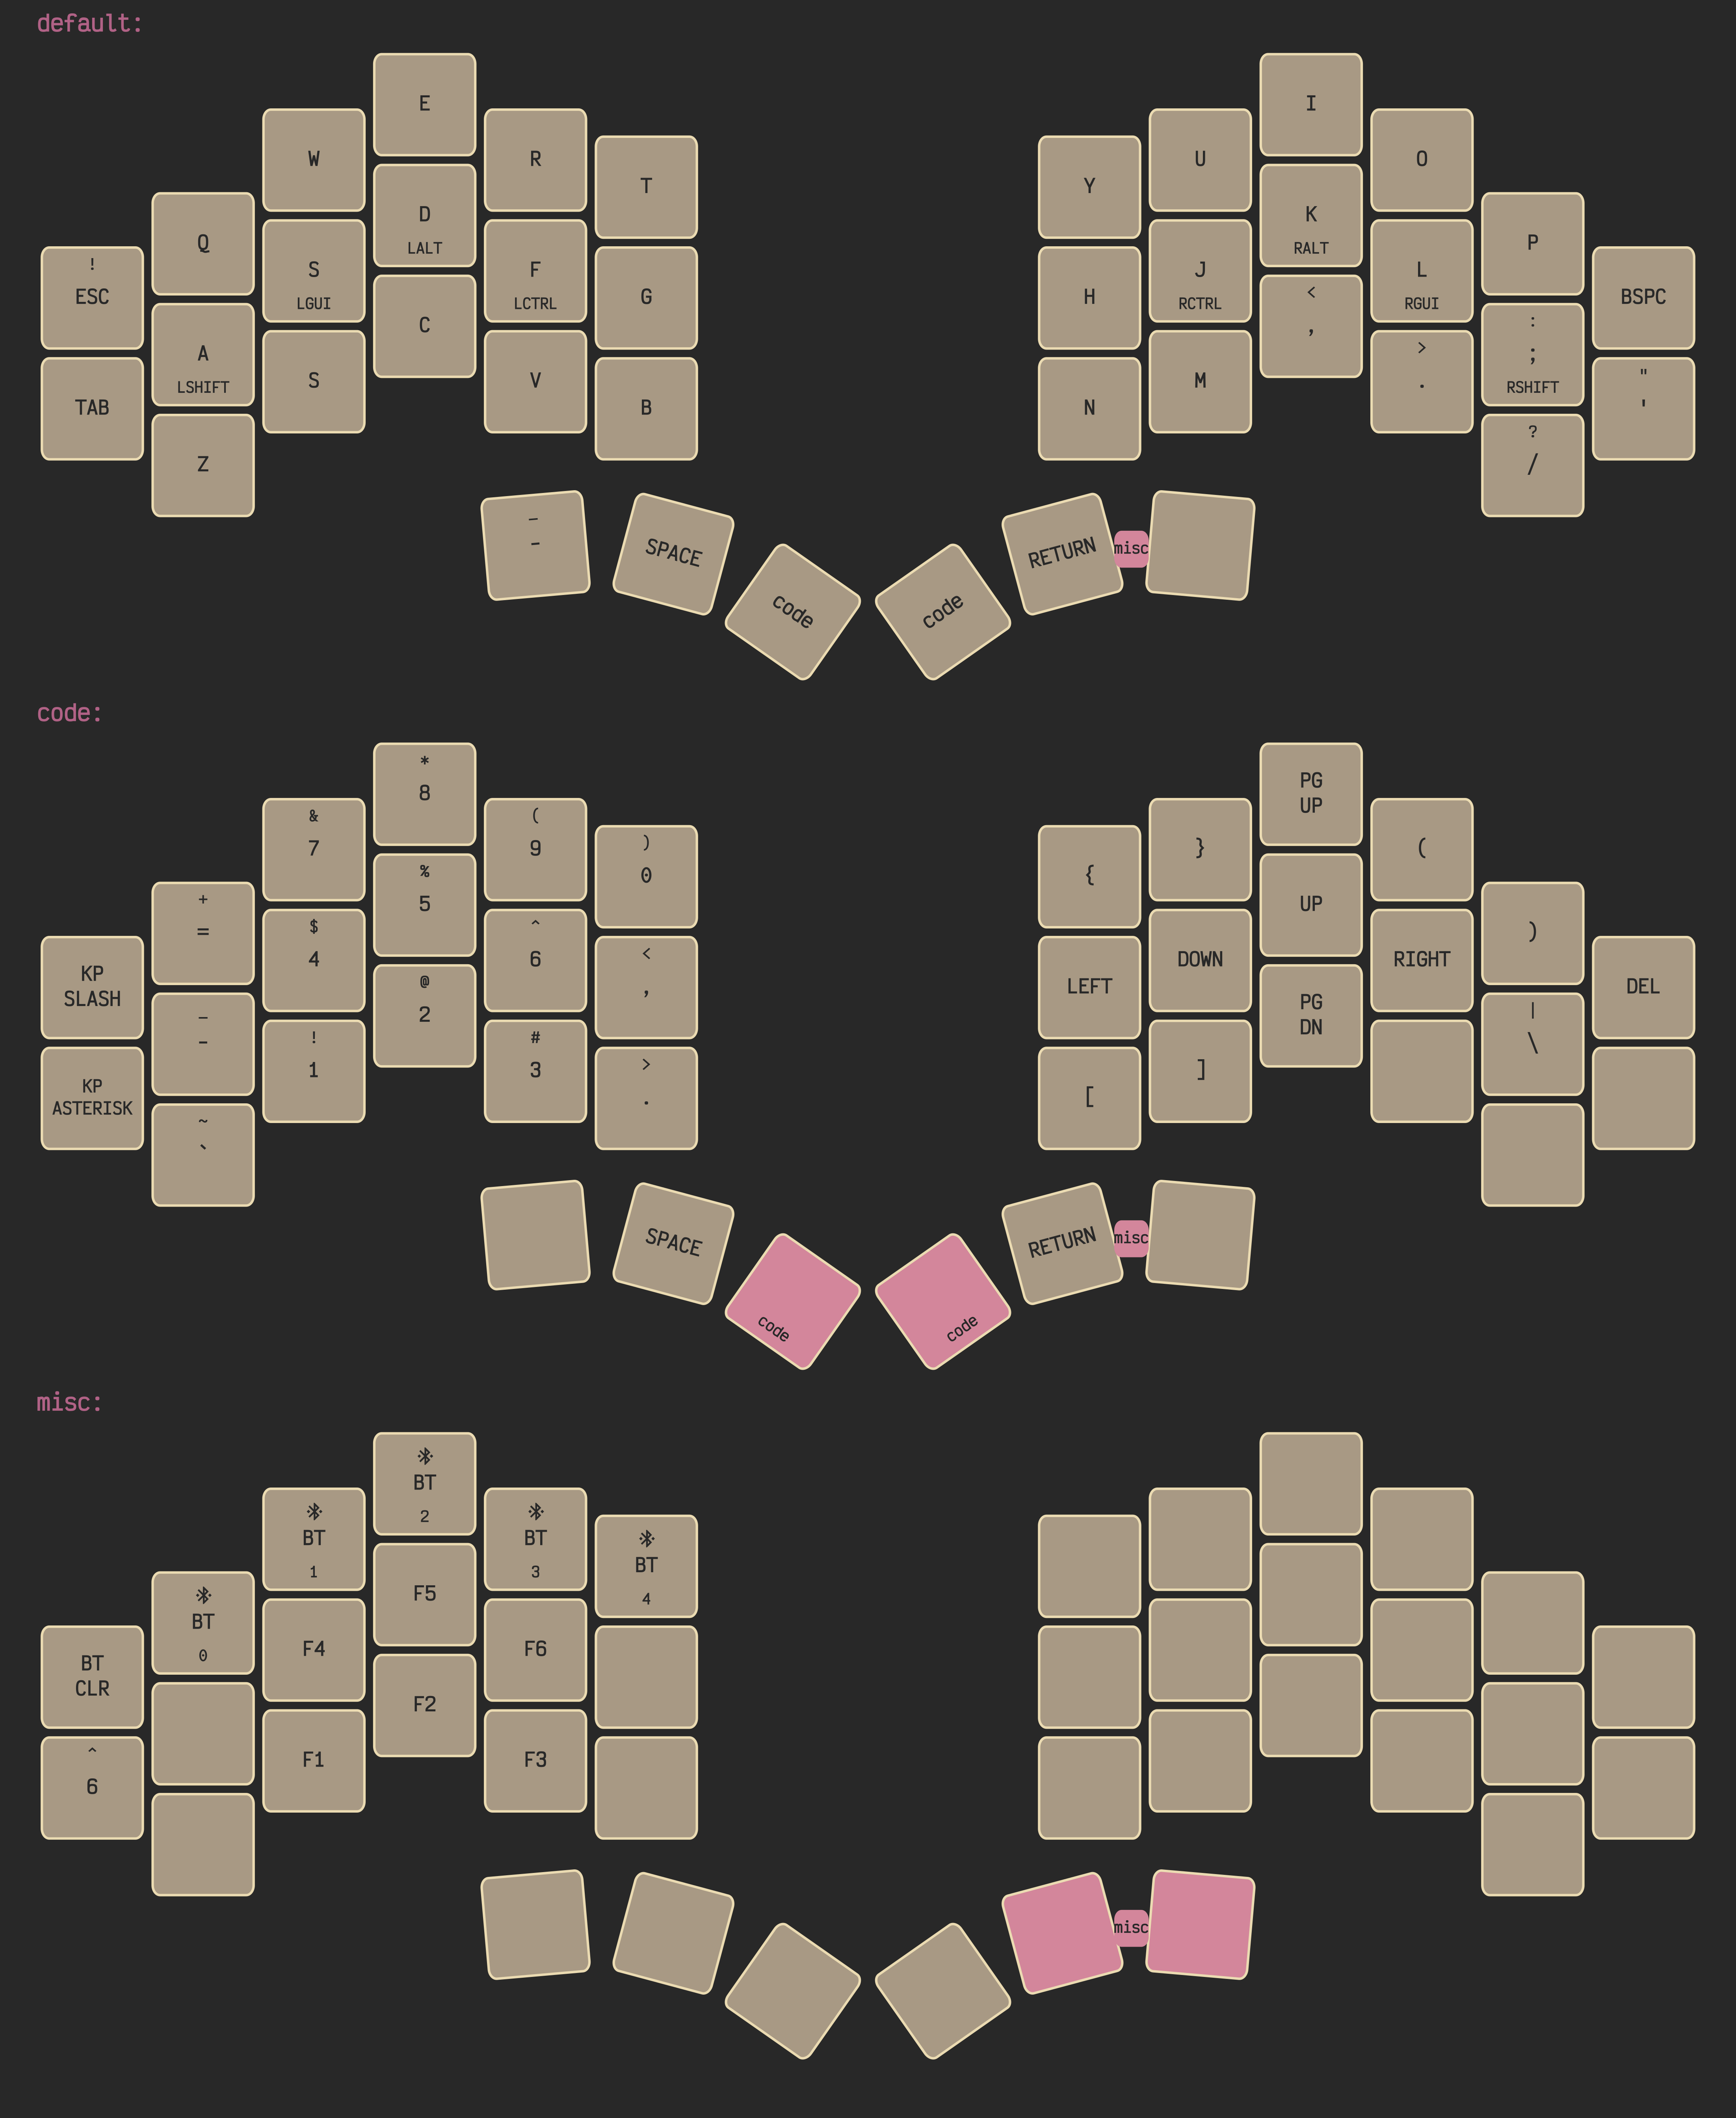 default:
E
I
W
R
U
O
T
Y
D
LALT
K
RALT
Q
P
S
LGUI
F
LCTRL
J
RCTRL
L
RGUI
!
ESC
G
H
BSPC
C
<
,
A
LSHIFT
:
;
RSHIFT
S
V
M
>
.
TAB
B
N
"
'
Z
?
/
_
-
SPACE
code
code
RETURN
misc
code:
*
8
PG
UP
&
7
(
9
}
(
)
0
{
%
5
UP
+
=
)
$
4
^
6
DOWN
RIGHT
KP
SLASH
<
,
LEFT
DEL
@
2
PG
DN
_
-
|
\
!
1
#
3
]
KP
ASTERISK
>
.
[
~
`
SPACE
code
code
RETURN
misc
misc:
BT
2
BT
1
BT
3
BT
4
F5
BT
0
F4
F6
BT
CLR
F2
F1
F3
^
6
misc